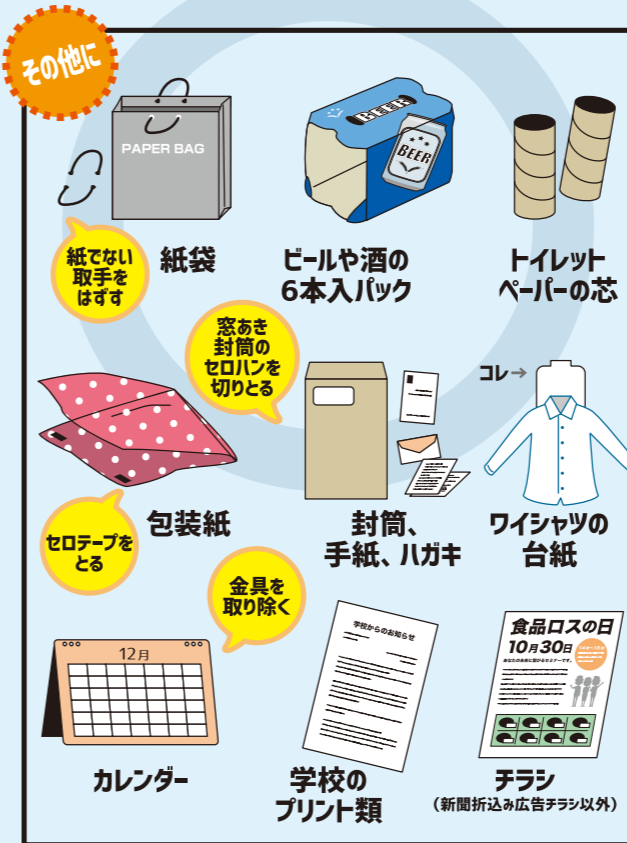 その他に
PAPER BAG
紙でない
取手を
はずす
紙袋
BEER
BEER
ビールや酒の
6本入パック
トイレット
ペーパーの芯
窓あき
封筒の
セロハンを
切りとる
セロテープを
とる
包装紙
封筒、
手紙、ハガキ
コレ→
ワイシャツの
台紙
金具を
取り除く
12月
カレンダー
学校からのお知らせ
学校の
プリント類
食品ロスの日
10月30日
チラシ
（新聞折込み広告チラシ以外）